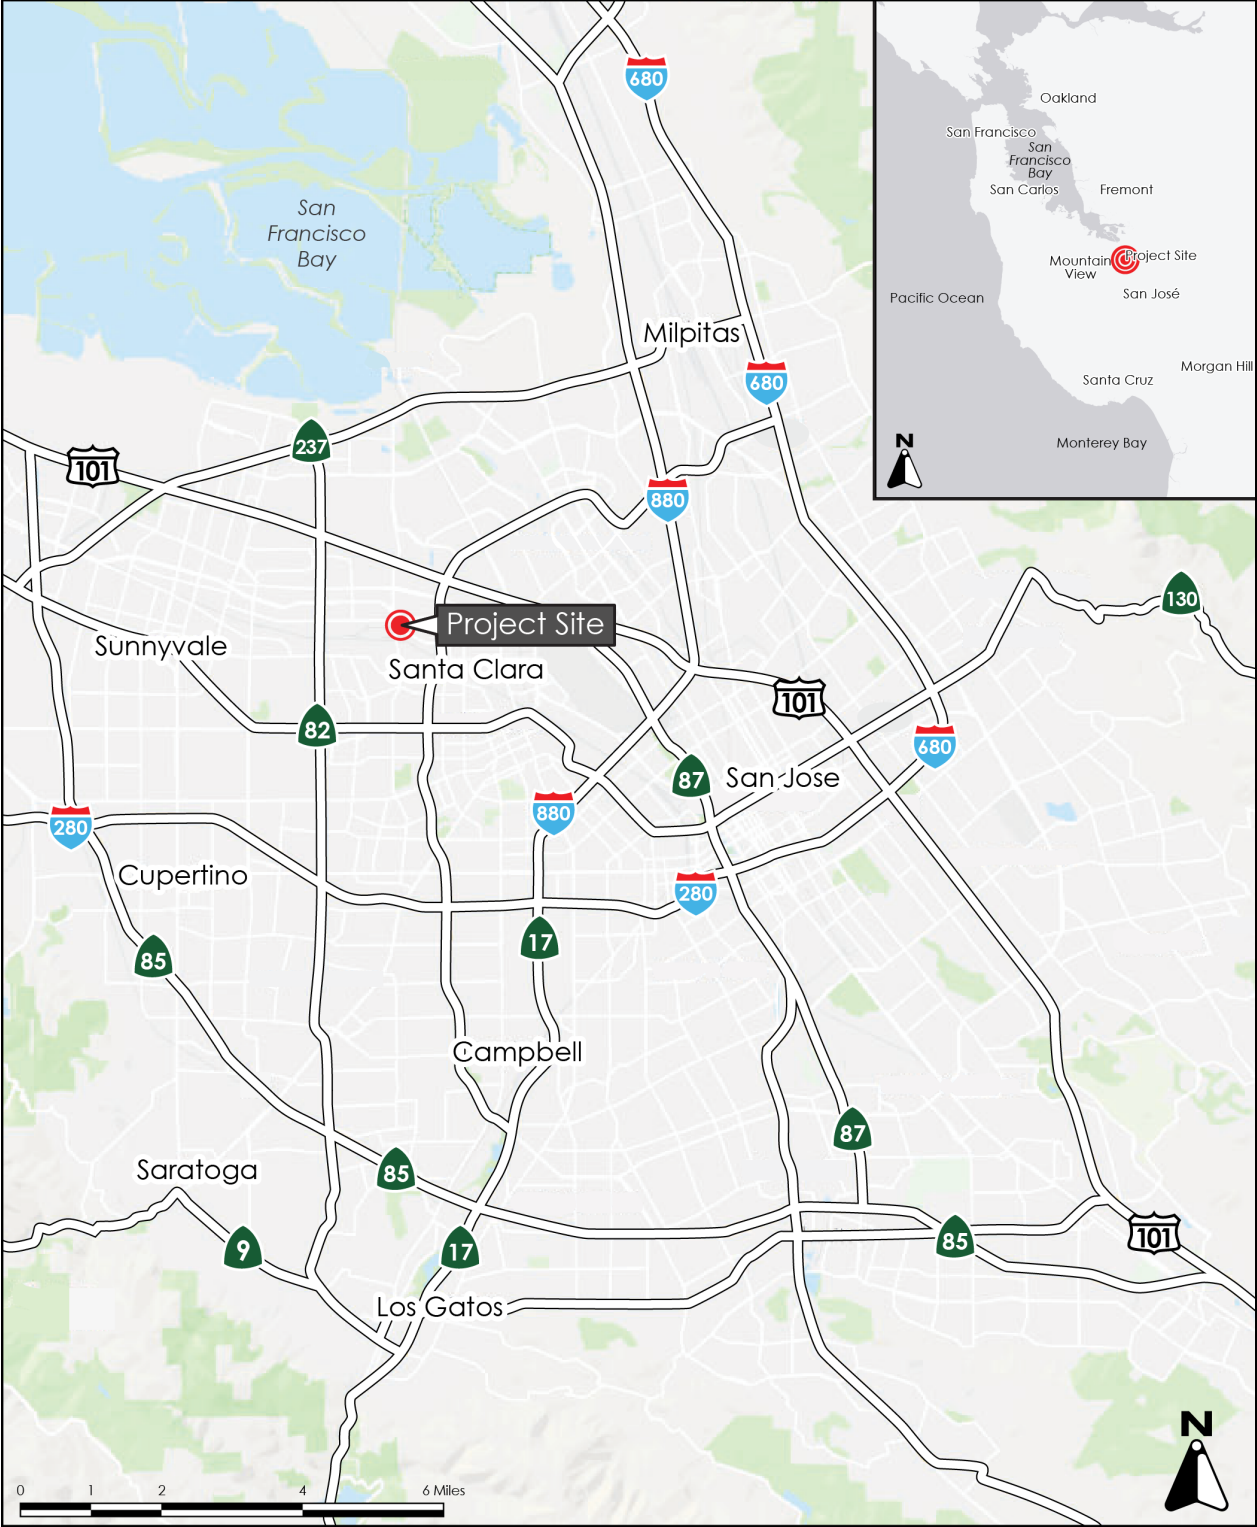 680
Oakland
San Francisco
San
Francisco
Bay
San Carlos
Fremont
Mountain
View
Project Site
San José
Pacific Ocean
Morgan Hill
Santa Cruz
Monterey Bay
N
San
Francisco
Bay
Milpitas
680
237
101
880
130
Project Site
Sunnyvale
Santa Clara
101
82
680
87
San Jose
880
280
Cupertino
280
17
85
Campbell
87
Saratoga
85
9
17
85
101
Los Gatos
N
0 1 2 4 6 Miles